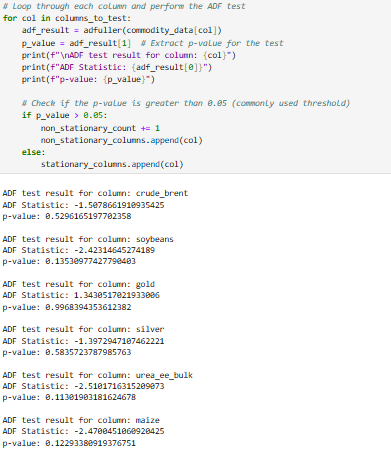 # Loop through each column and perform the ADF test
for col in columns_to_test:
    adf_result = adfuller(commodity_data[col])
    p_value = adf_result[1]  # Extract p-value for the test
    print(f"\nADF test result for column: {col}")
    print(f"ADF Statistic: {adf_result[0]}")
    print(f"p-value: {p_value}")

    # Check if the p-value is greater than 0.05 (commonly used threshold)
    if p_value > 0.05:
        non_stationary_count += 1
        non_stationary_columns.append(col)
    else:
        stationary_columns.append(col)

ADF test result for column: crude_brent
ADF Statistic: -1.5078661910935425
p-value: 0.5296165197702358

ADF test result for column: soybeans
ADF Statistic: -2.42314645274189
p-value: 0.13530977427790403

ADF test result for column: gold
ADF Statistic: 1.3430517021933006
p-value: 0.9968394353612382

ADF test result for column: silver
ADF Statistic: -1.3972947107462221
p-value: 0.5835723787985763

ADF test result for column: urea_ee_bulk
ADF Statistic: -2.5101716315209073
p-value: 0.11301903181624678

ADF test result for column: maize
ADF Statistic: -2.4700451060920425
p-value: 0.12293380919376751